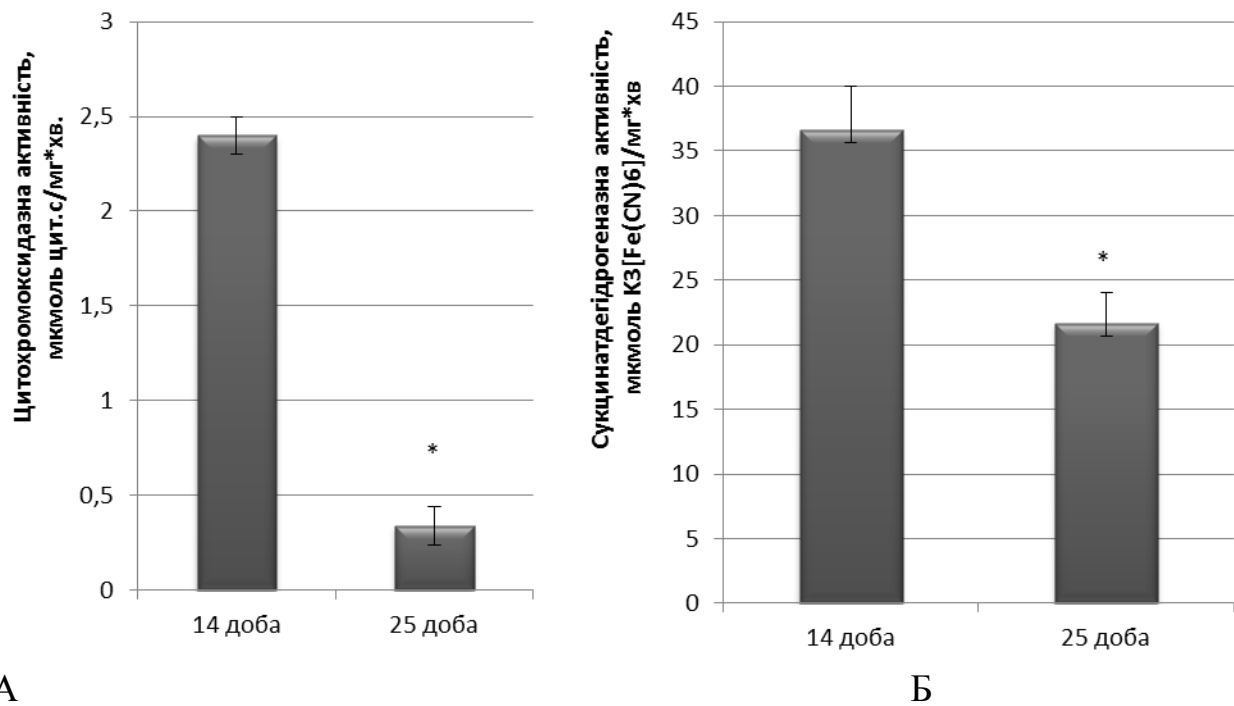 Цитохромоксидазна активність,
мкмоль цит.с/мг*хв.
3
2,5
2
1,5
1
0,5
0
*
14 доба
25 доба
А
Сукцинатдегідрогеназна активність,
мкмоль К3[Fe(CN)6]/мг*хв
45
40
35
30
25
20
15
10
5
0
*
14 доба
25 доба
Б